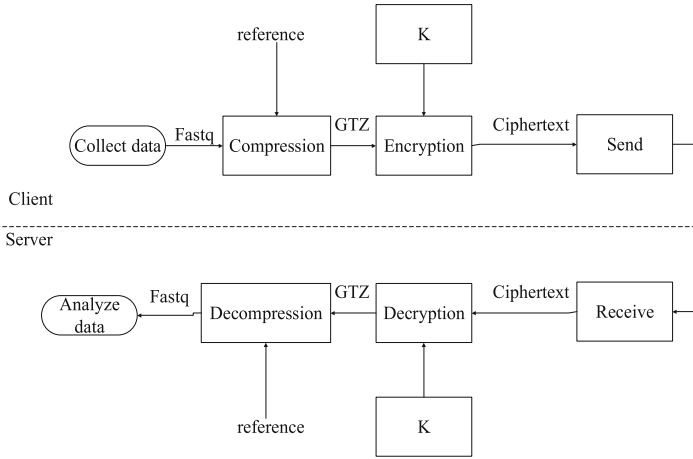 reference
K
Collect data
Fastq
Compression
GTZ
Encryption
Ciphertext
Send
Client
Server
Analyze
data
Fastq
Decompression
GTZ
Decryption
Ciphertext
Receive
reference
K